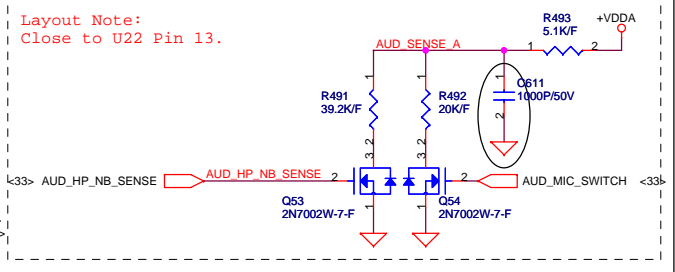 Layout Note:
Close to U22 Pin 13.
R493
5.1K/F
+VDDA
AUD_SENSE_A
1
2
1
1
1
R491
39.2K/F
R492
20K/F
C611
1000P/50V
2
2
2
3
3
<33>
AUD_HP_NB_SENSE
AUD_HP_NB_SENSE
2
2
AUD_MIC_SWITCH
<33>
Q53
2N7002W-7-F
1
Q54
2N7002W-7-F
1